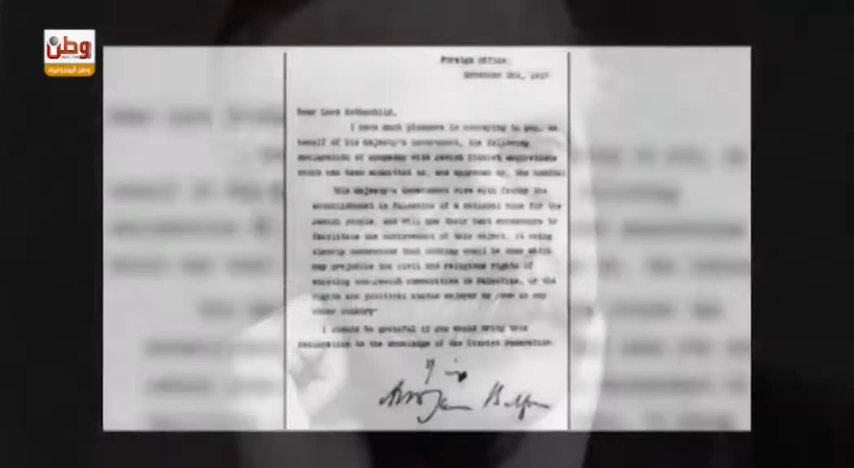 وطن
وطن للأنباء
Foreign Office,
November 2nd, 1917
Dear Lord Rothschild,
I have much pleasure in conveying to you, on
behalf of His Majesty's Government, the following
declaration of sympathy with Jewish Zionist aspirations
which has been submitted to, and approved by, the Cabinet
His Majesty's Government view with favour the
establishment in Palestine of a national home for the
Jewish people, and will use their best endeavours to
facilitate the achievement of this object, it being
clearly understood that nothing shall be done which
may prejudice the civil and religious rights of
existing non-Jewish communities in Palestine, or the
rights and political status enjoyed by Jews in any
other country"
I should be grateful if you would bring this
declaration to the knowledge of the Zionist Federation.
Arthur James Balfour